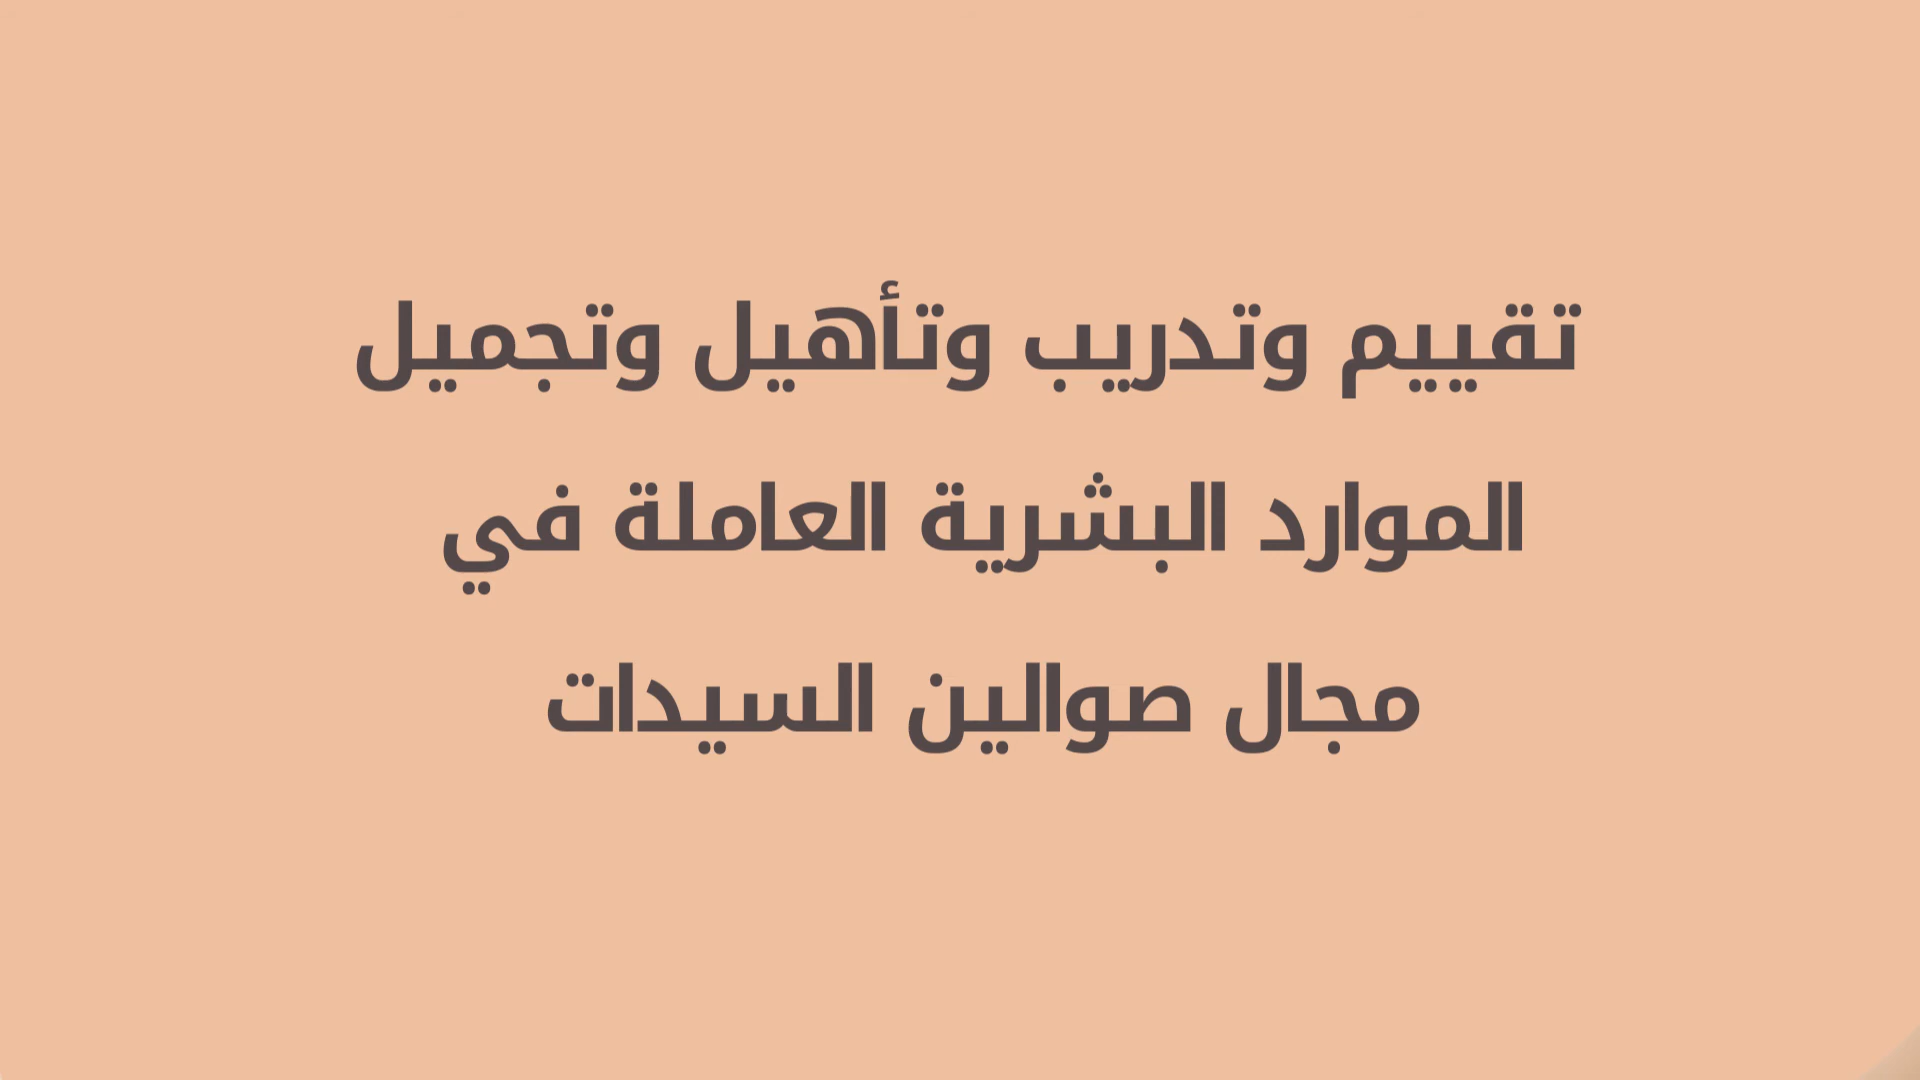 تقييم وتدريب وتأهيل وتجميل
الموارد البشرية العاملة في
مجال صوالين السيدات